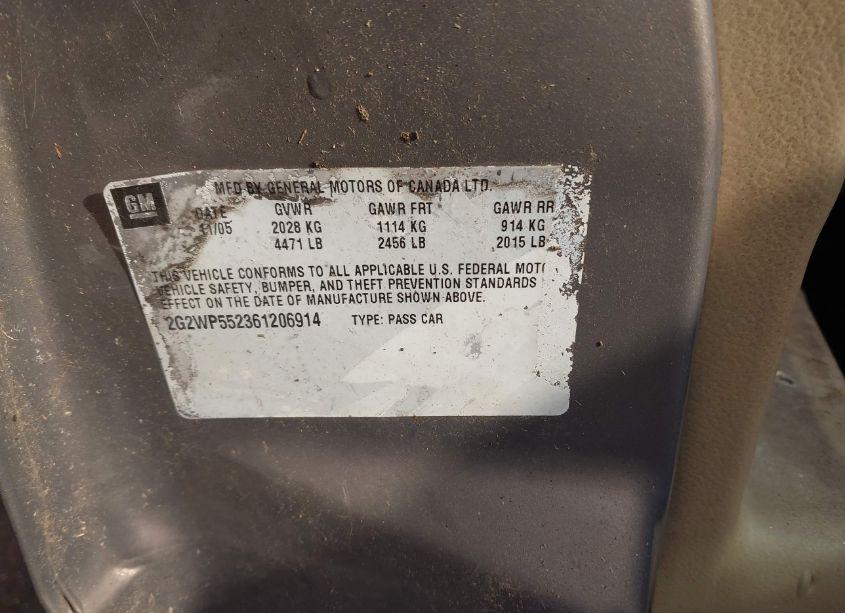 MFD BY GENERAL MOTORS OF CANADA LTD.
GM
DATE GVWR GAWR FRT GAWR RR
11/05 2028 KG 1114 KG 914 KG
4471 LB 2456 LB 2015 LB
THIS VEHICLE CONFORMS TO ALL APPLICABLE U.S. FEDERAL MOTO
VEHICLE SAFETY, BUMPER, AND THEFT PREVENTION STANDARDS
EFFECT ON THE DATE OF MANUFACTURE SHOWN ABOVE.
2G2WP552361206914 TYPE: PASS CAR